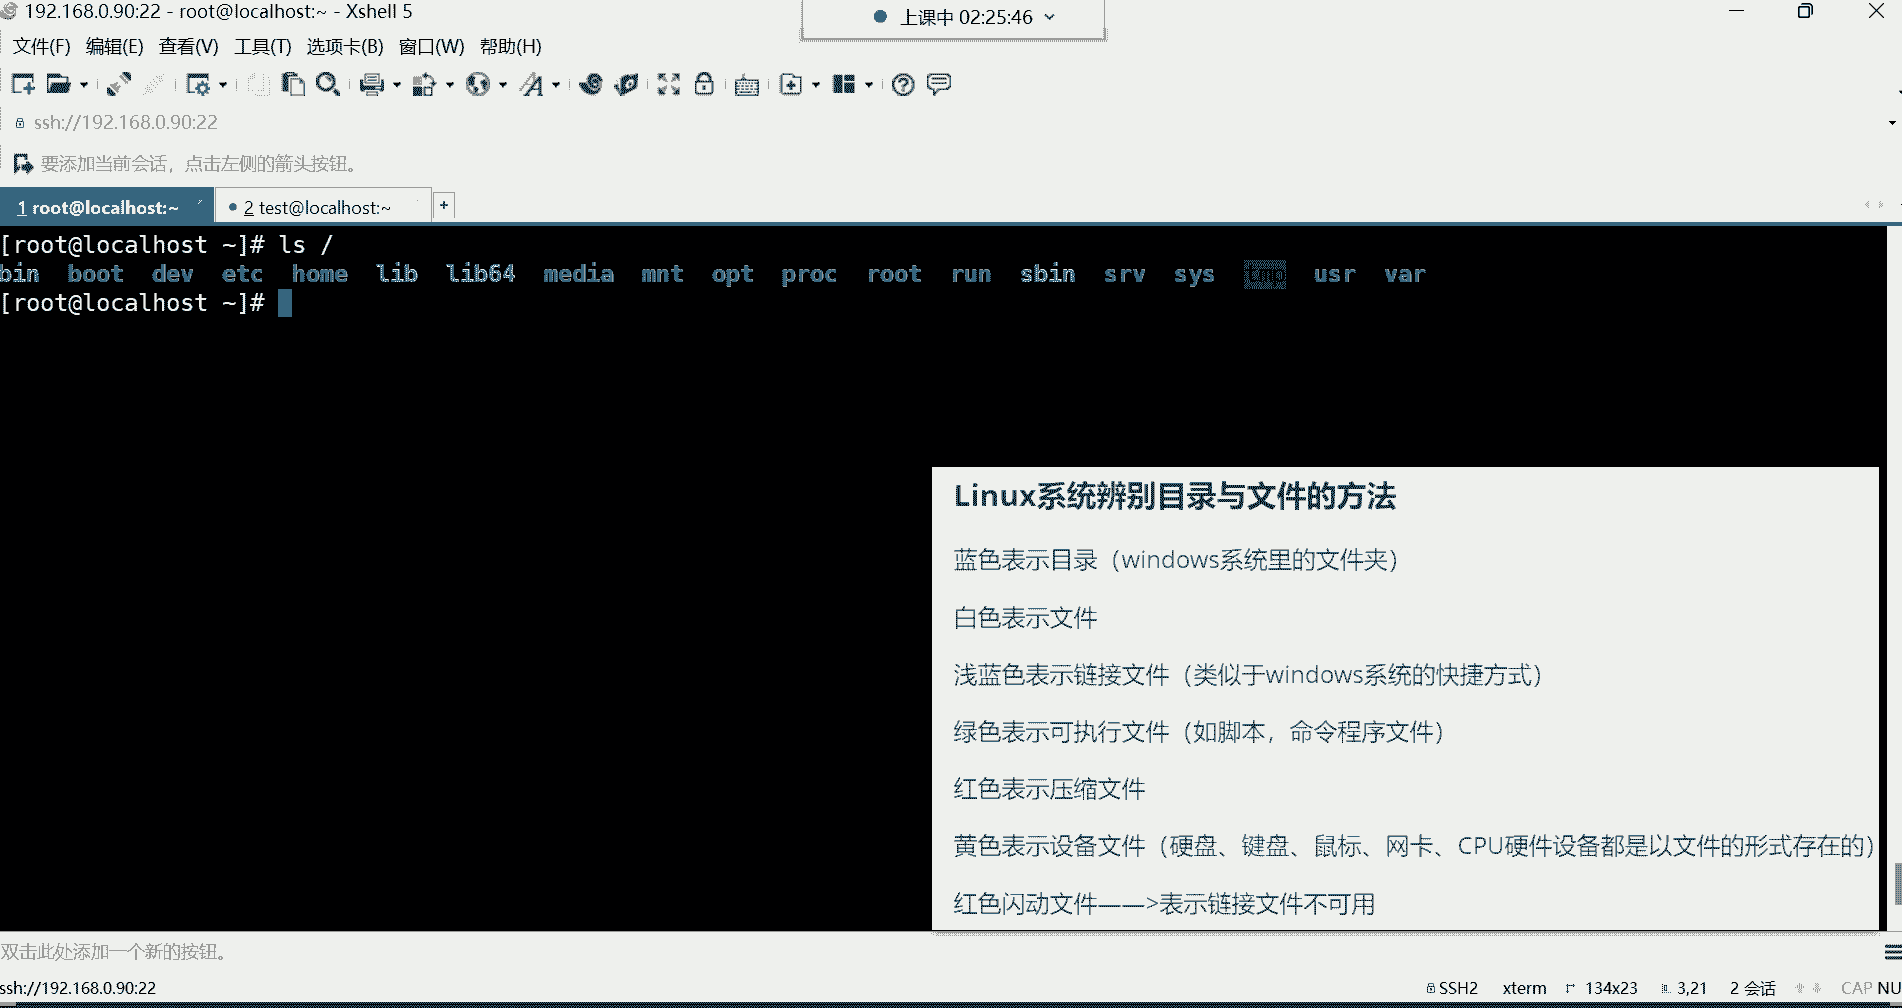 192.168.0.90:22 - root@localhost:~ - Xshell 5
上课中 02:25:46
文件(F) 编辑(E) 查看(V) 工具(T) 选项卡(B) 窗口(W) 帮助(H)
ssh://192.168.0.90:22
要添加当前会话，点击左侧的箭头按钮。
1 root@localhost:~
2 test@localhost:~
+
[root@localhost ~]# ls /
bin boot dev etc home lib lib64 media mnt opt proc root run sbin srv sys tmp usr var
[root@localhost ~]#
Linux系统辨别目录与文件的方法
蓝色表示目录（windows系统里的文件夹）
白色表示文件
浅蓝色表示链接文件（类似于windows系统的快捷方式）
绿色表示可执行文件（如脚本，命令程序文件）
红色表示压缩文件
黄色表示设备文件（硬盘、键盘、鼠标、网卡、CPU硬件设备都是以文件的形式存在的）
红色闪动文件——>表示链接文件不可用
双击此处添加一个新的按钮。
ssh://192.168.0.90:22
SSH2 xterm 134x23 3,21 2 会话 CAP NU